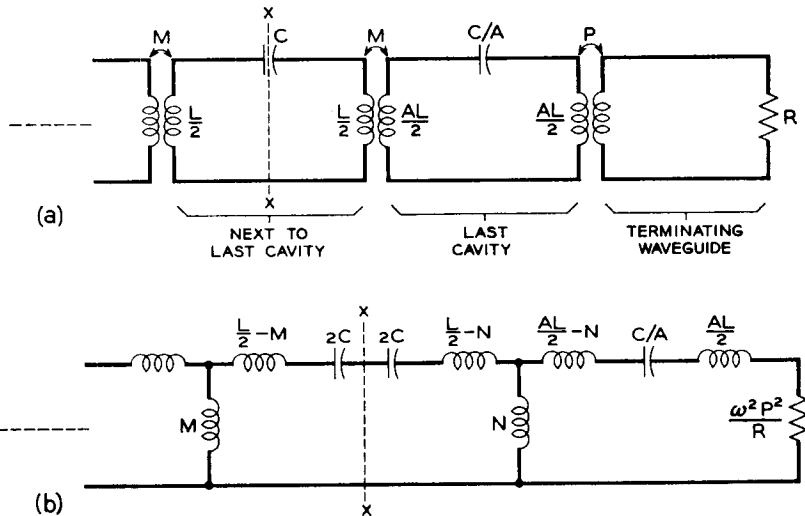 X
M
C
M
C/A
P
L/2
L/2
AL/2
AL/2
R
X
(a)
NEXT TO
LAST CAVITY
LAST
CAVITY
TERMINATING
WAVEGUIDE
X
L/2 -M
2C
2C
L/2 -N
AL/2 -N
C/A
AL/2
M
N
ω²P²/R
(b)
X